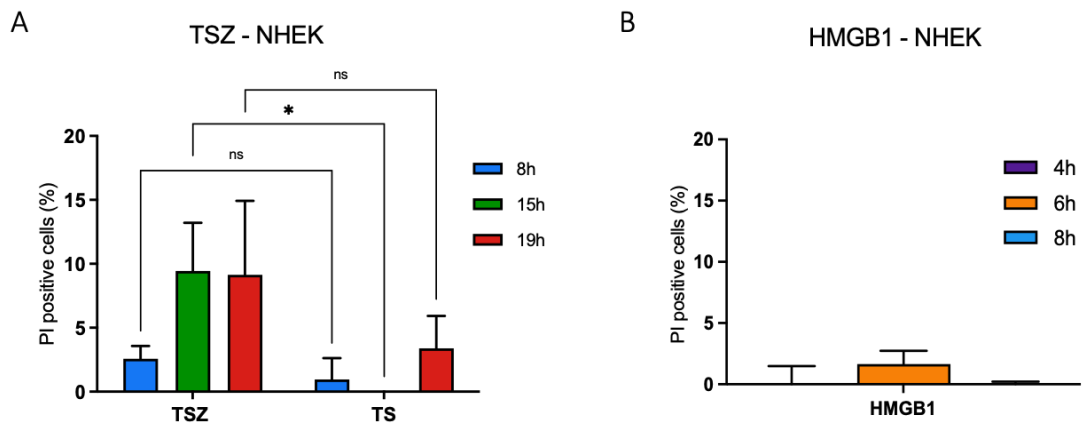 A
TSZ - NHEK
ns
*
ns
PI positive cells (%)
20
15
10
5
0
TSZ
TS
8h
15h
19h
B
HMGB1 - NHEK
PI positive cells (%)
20
15
10
5
0
HMGB1
4h
6h
8h